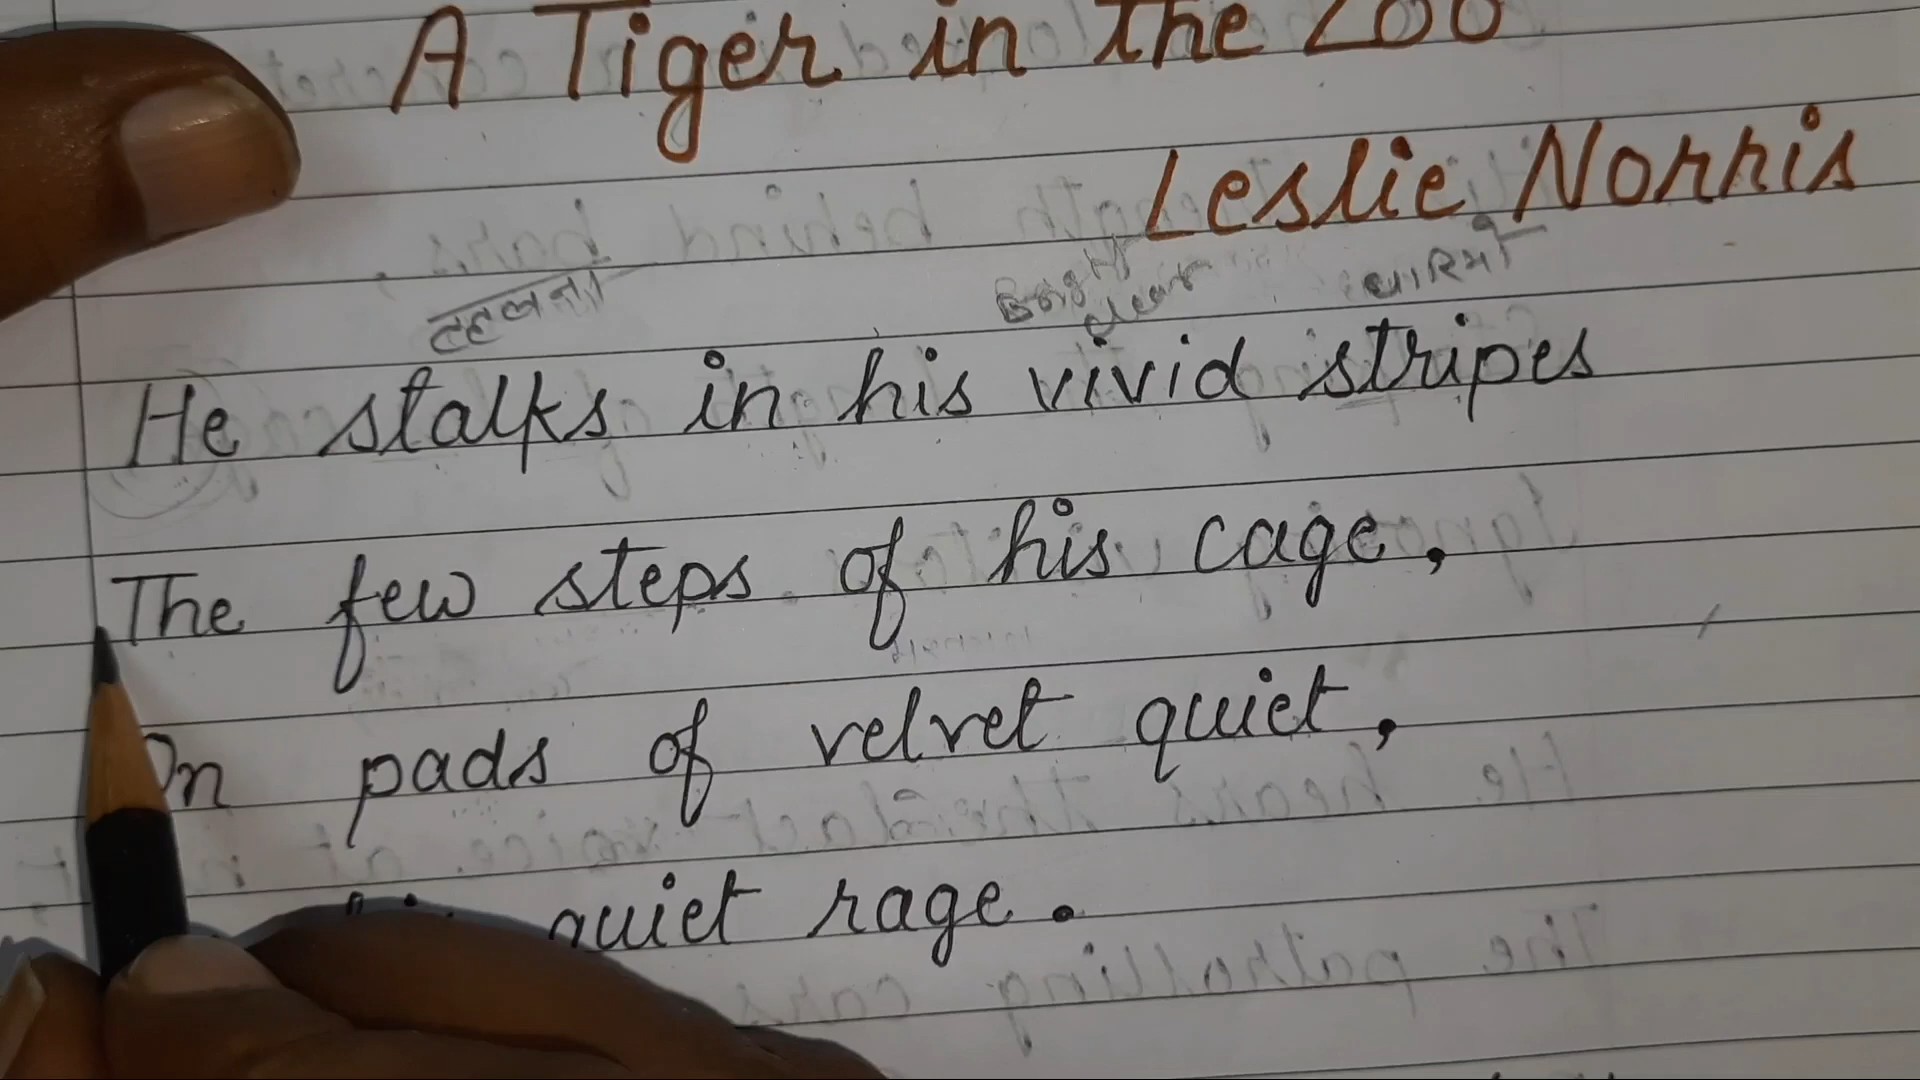 A Tiger in the Zoo
Leslie Norris
टहलना
धारियाँ
He stalks in his vivid stripes
The few steps of his cage,
On pads of velvet quiet,
quiet rage.